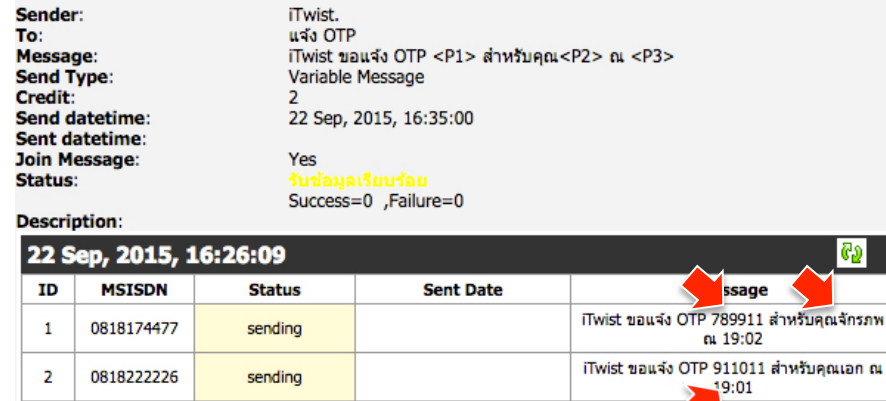 Sender: iTwist.
To: แจ้ง OTP
Message: iTwist ขอแจ้ง OTP <P1> สำหรับคุณ<P2> ณ <P3>
Send Type: Variable Message
Credit: 2
Send datetime: 22 Sep, 2015, 16:35:00
Sent datetime:
Join Message: Yes
Status: รับข้อมูลเรียบร้อย
Success=0 ,Failure=0
Description:
22 Sep, 2015, 16:26:09
ID MSISDN Status Sent Date ssage
1 0818174477 sending iTwist ขอแจ้ง OTP 789911 สำหรับคุณจักรภพ
ณ 19:02
2 0818222226 sending iTwist ขอแจ้ง OTP 911011 สำหรับคุณเอก ณ
19:01